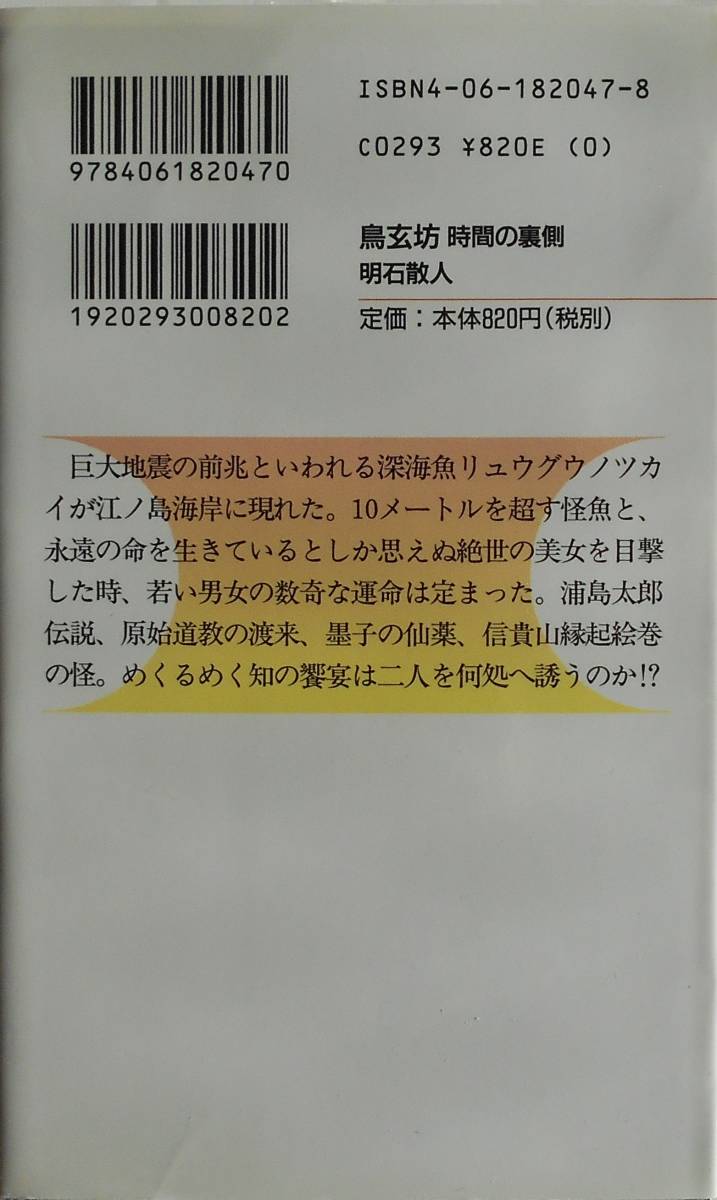 ISBN4-06-182047-8
9784061820470
C0293 ¥820E (0)
鳥玄坊 時間の裏側
明石散人
1920293008202
定価：本体820円(税別)
巨大地震の前兆といわれる深海魚リュウグウノツカ
イが江ノ島海岸に現れた。10メートルを超す怪魚と、
永遠の命を生きているとしか思えぬ絶世の美女を目撃
した時、若い男女の数奇な運命は定まった。浦島太郎
伝説、原始道教の渡来、墨子の仙薬、信貴山縁起絵巻
の怪。めくるめく知の饗宴は二人を何処へ誘うのか!?